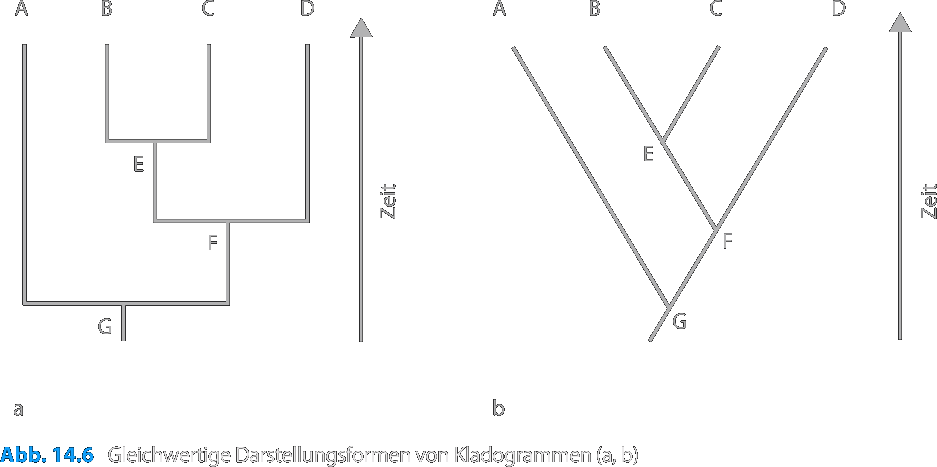 A B C D
E
F
G
Zeit
a
A B C D
E
F
G
Zeit
b
Abb. 14.6 Gleichwertige Darstellungsformen von Kladogrammen (a, b)